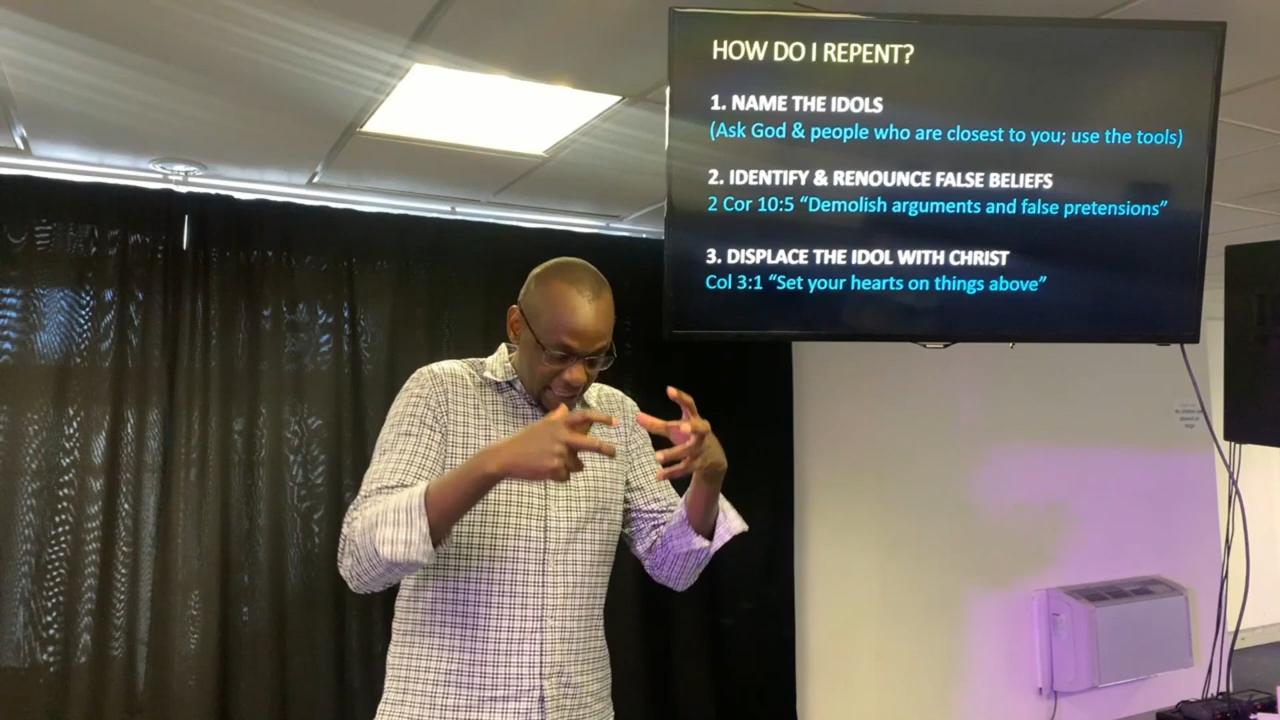 HOW DO I REPENT?
1. NAME THE IDOLS
(Ask God & people who are closest to you; use the tools)
2. IDENTIFY & RENOUNCE FALSE BELIEFS
2 Cor 10:5 “Demolish arguments and false pretensions”
3. DISPLACE THE IDOL WITH CHRIST
Col 3:1 “Set your hearts on things above”